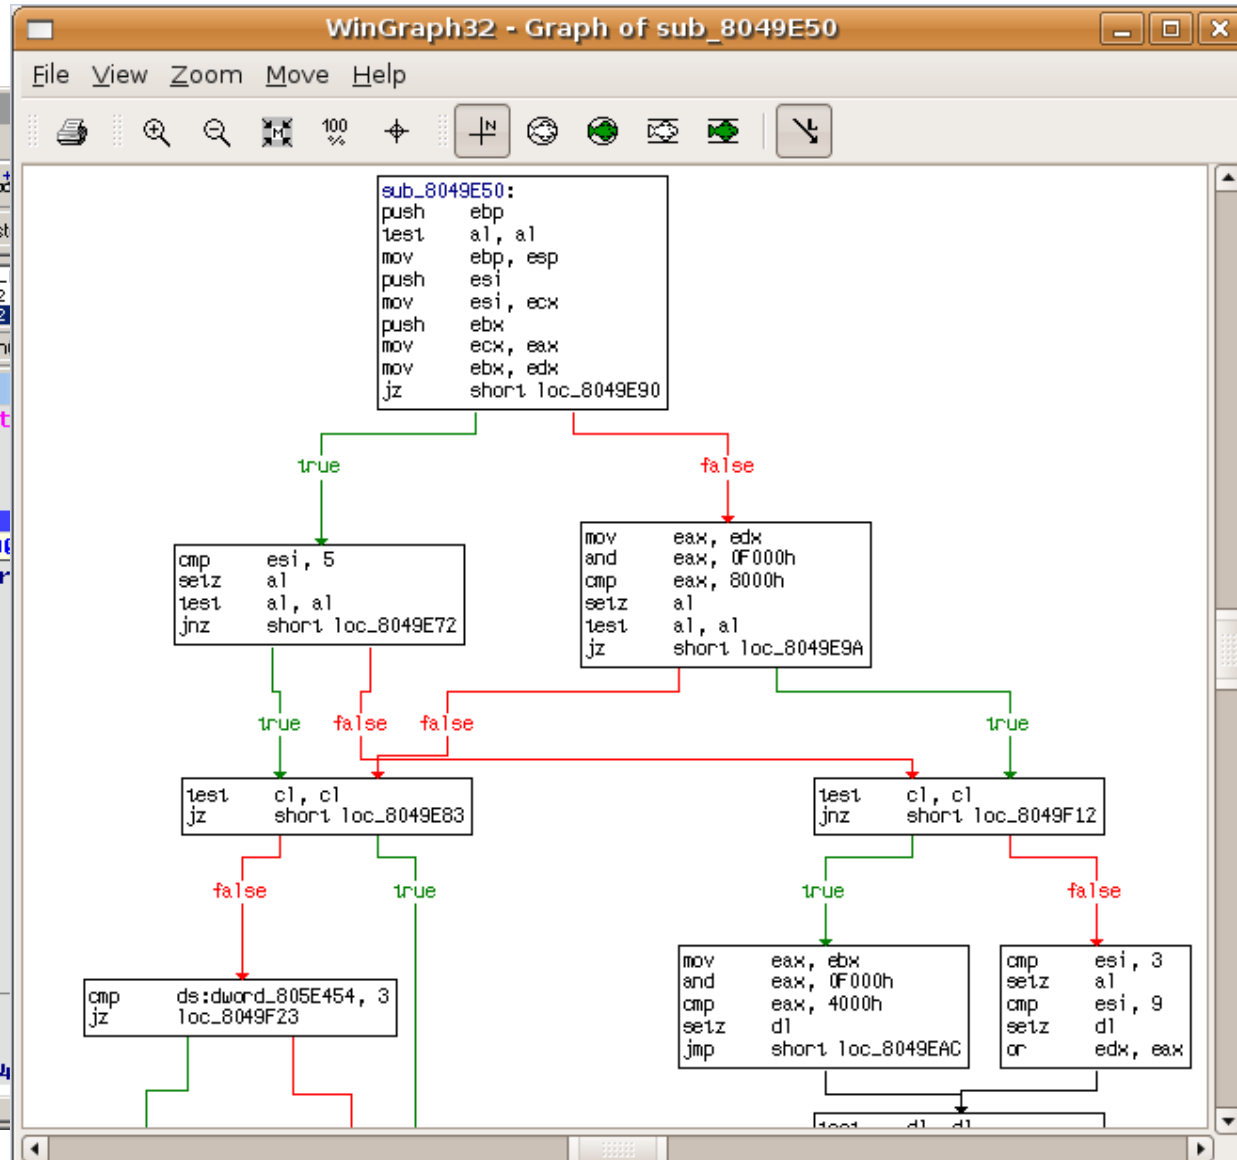 WinGraph32 - Graph of sub_8049E50
File View Zoom Move Help
100
%
sub_8049E50:
push ebp
test al, al
mov ebp, esp
push esi
mov esi, ecx
push ebx
mov ecx, eax
mov ebx, edx
jz short loc_8049E90
true
false
cmp esi, 5
setz al
test al, al
jnz short loc_8049E72
mov eax, edx
and eax, 0F000h
cmp eax, 8000h
setz al
test al, al
jz short loc_8049E9A
true
false
false
true
test cl, cl
jz short loc_8049E83
test cl, cl
jnz short loc_8049F12
false
true
true
false
cmp ds:dword_805E454, 3
jz loc_8049F23
mov eax, ebx
and eax, 0F000h
cmp eax, 4000h
setz dl
jmp short loc_8049EAC
cmp esi, 3
setz al
cmp esi, 9
setz dl
or edx, eax
test dl, dl